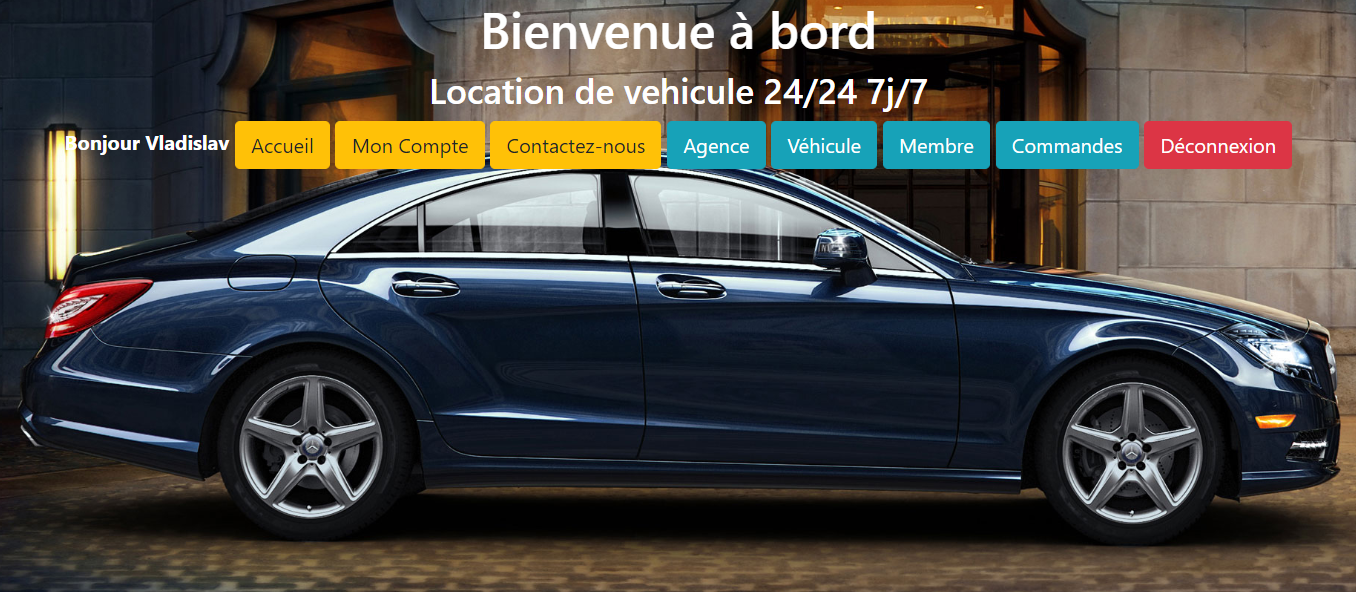 Bienvenue à bord
Location de vehicule 24/24 7j/7
Bonjour Vladislav Accueil Mon Compte Contactez-nous Agence Véhicule Membre Commandes Déconnexion